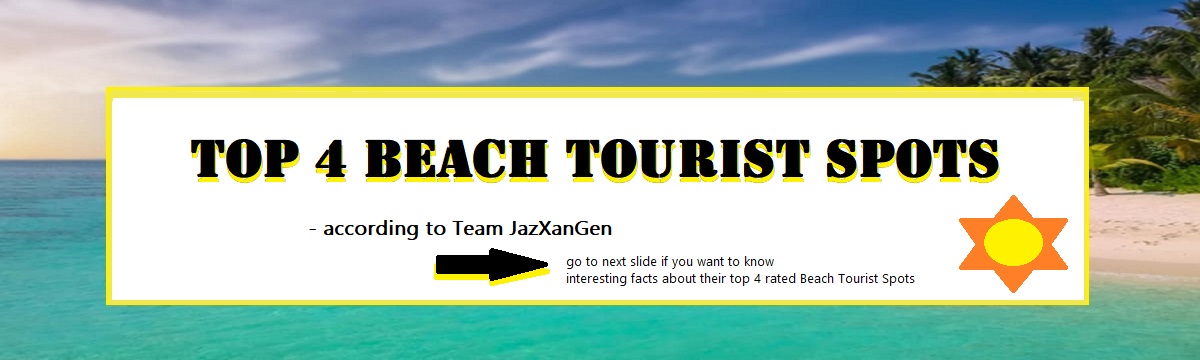 TOP 4 BEACH TOURIST SPOTS
- according to Team JazXanGen
go to next slide if you want to know
interesting facts about their top 4 rated Beach Tourist Spots